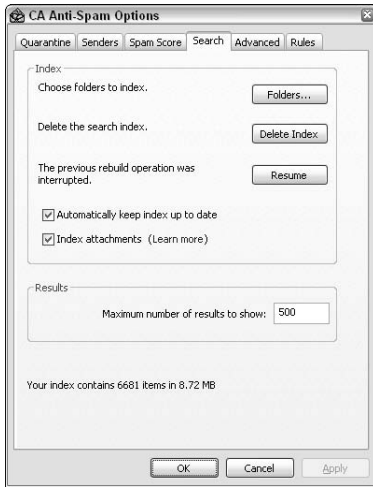 CA Anti-Spam Options
Quarantine Senders Spam Score Search Advanced Rules
Index
Choose folders to index.
Folders...
Delete the search index.
Delete Index
The previous rebuild operation was
interrupted.
Resume
Automatically keep index up to date
Index attachments (Learn more)
Results
Maximum number of results to show: 500
Your index contains 6681 items in 8.72 MB
OK Cancel Apply